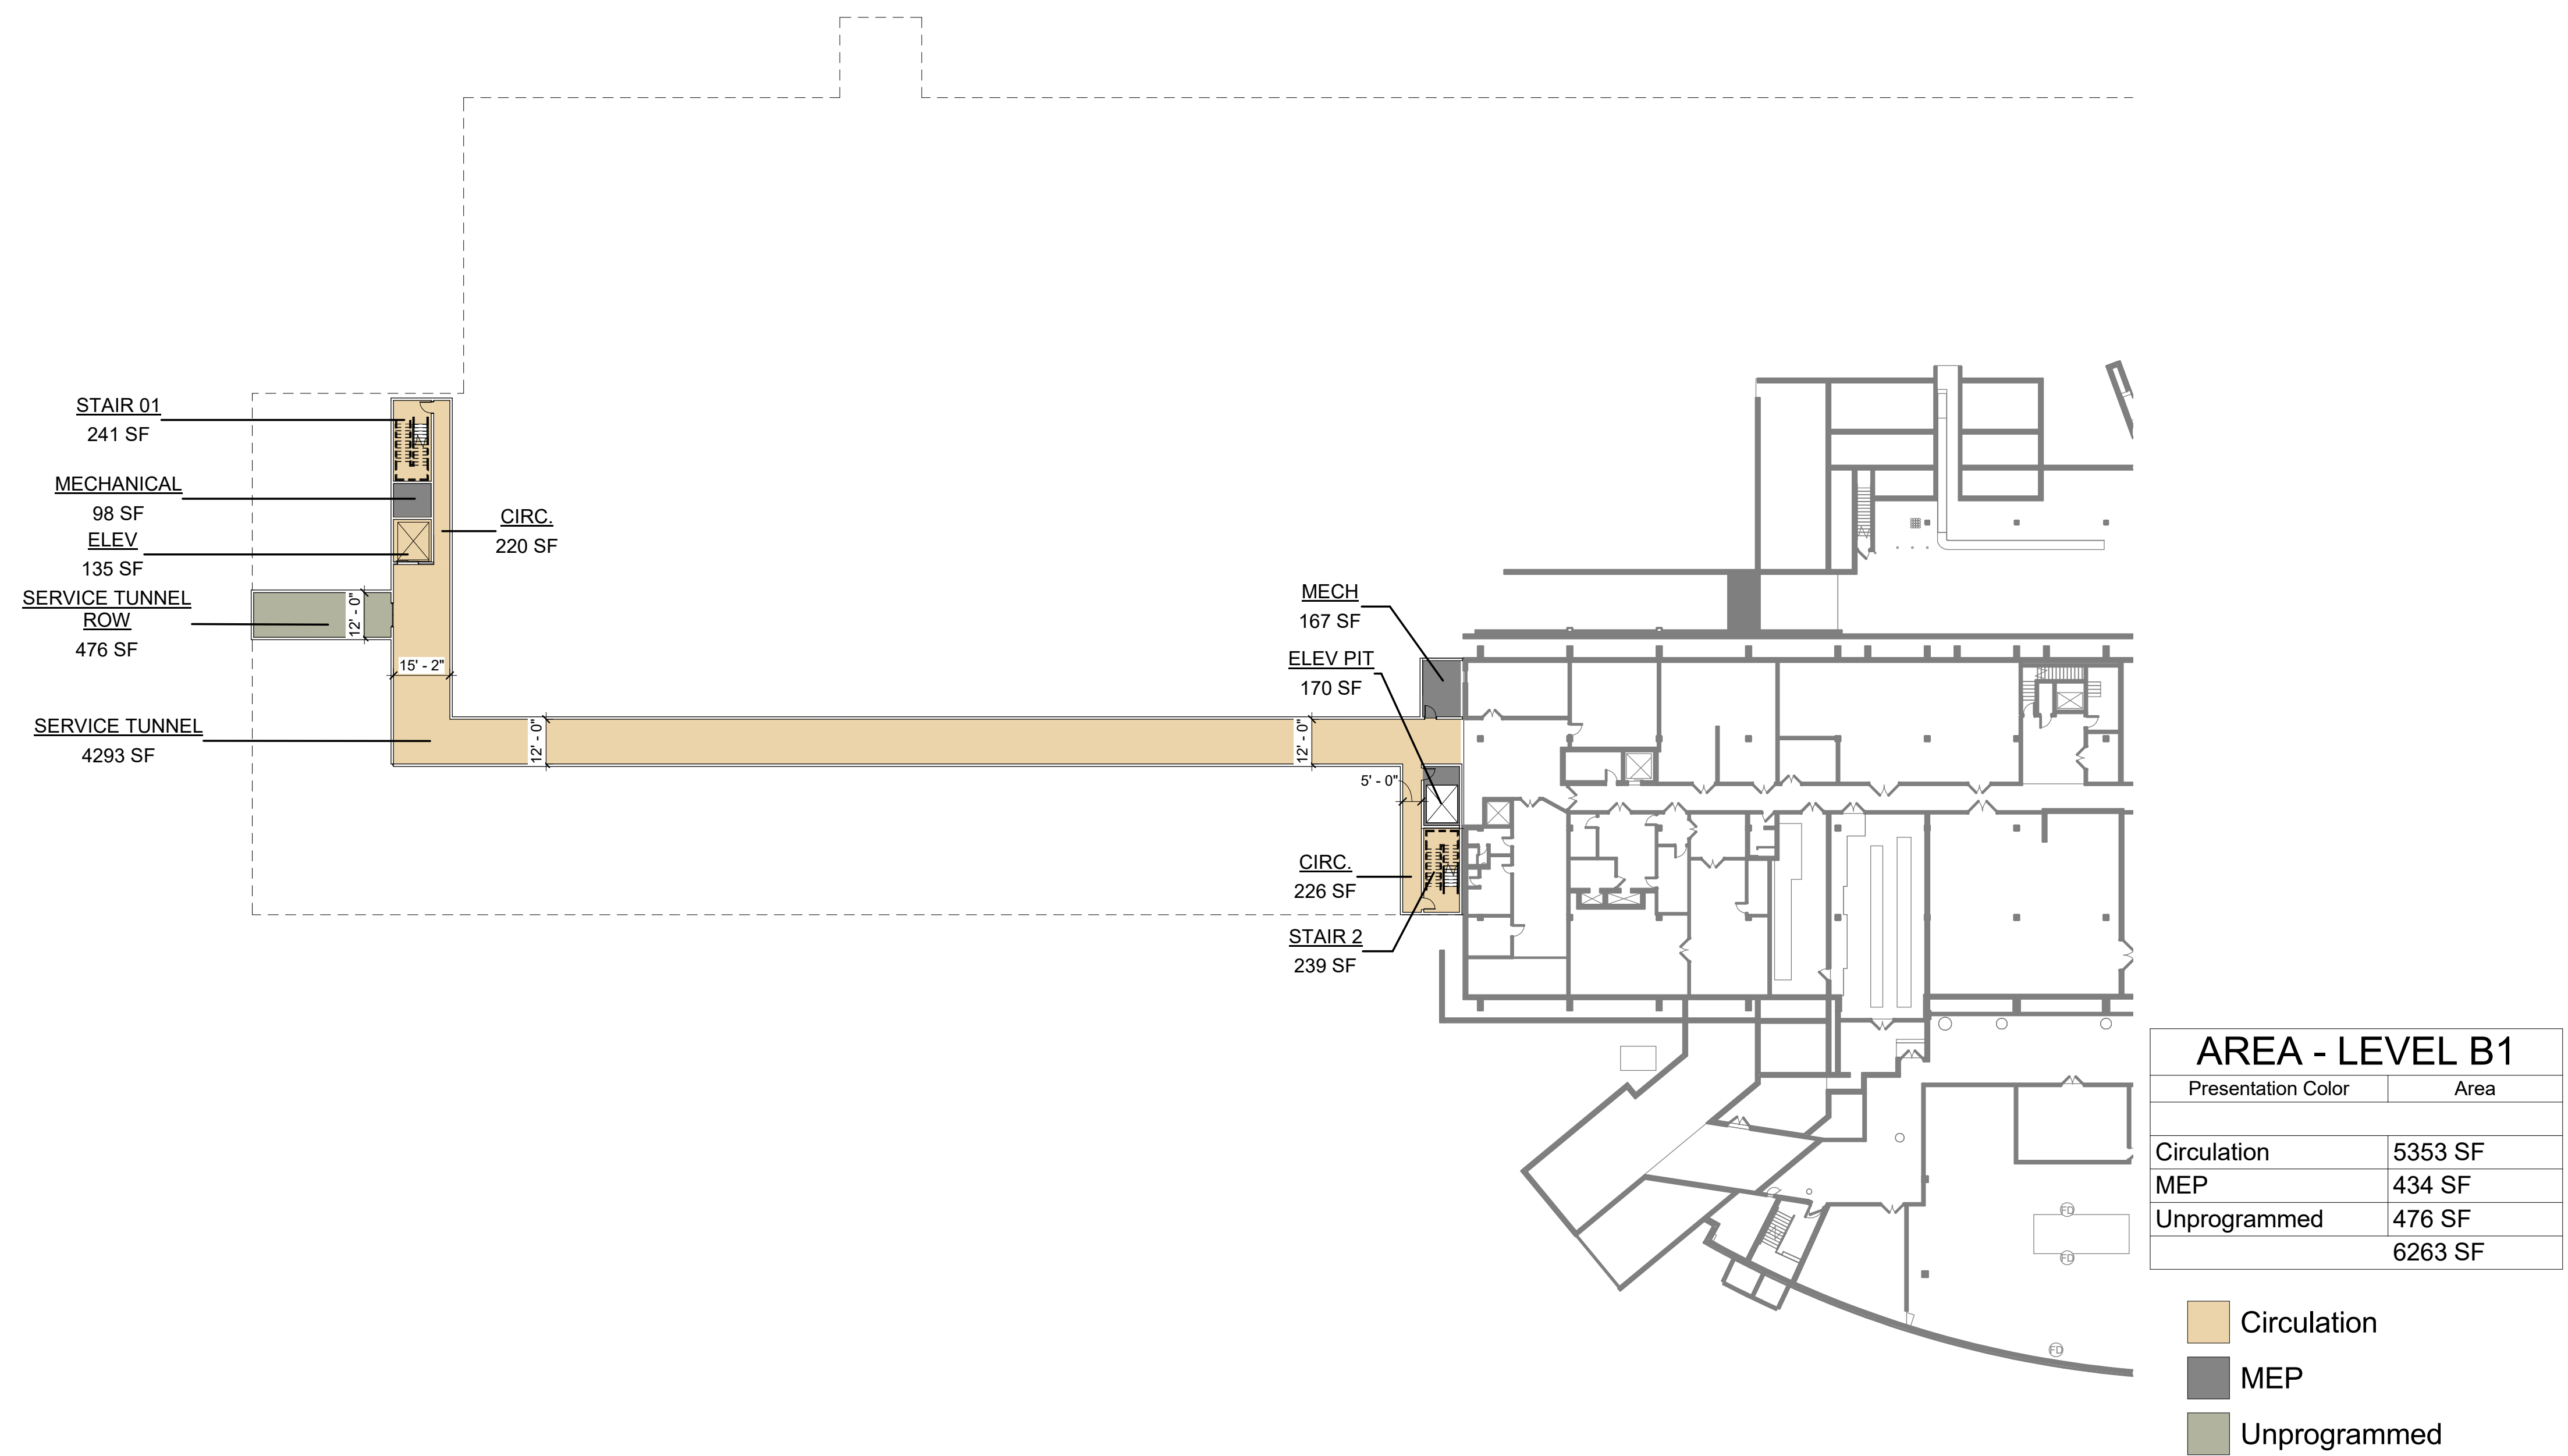 STAIR 01
241 SF
MECHANICAL
98 SF
ELEV
135 SF
SERVICE TUNNEL
ROW
476 SF
12' - 0"
CIRC.
220 SF
15' - 2"
SERVICE TUNNEL
4293 SF
12' - 0"
12' - 0"
MECH
167 SF
ELEV PIT
170 SF
5' - 0"
CIRC.
226 SF
STAIR 2
239 SF
FD
FD
FD
AREA - LEVEL B1
Presentation Color Area
Circulation 5353 SF
MEP 434 SF
Unprogrammed 476 SF
6263 SF
Circulation
MEP
Unprogrammed